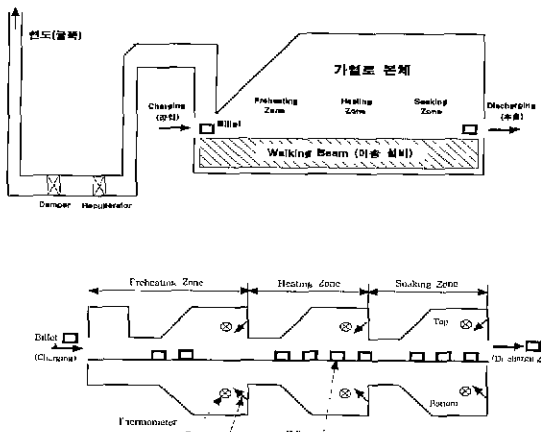 연도(굴뚝)
가열로 본체
Charging
Preheating
Zone
Heating
Zone
Soaking
Zone
Discharging
(추출)
(장입)
Billet
Walking Beam (이송 설비)
Damper
Recuperator
Preheating Zone
Heating Zone
Soaking Zone
Billet
(Charging)
Top
Bottom
Thermometer